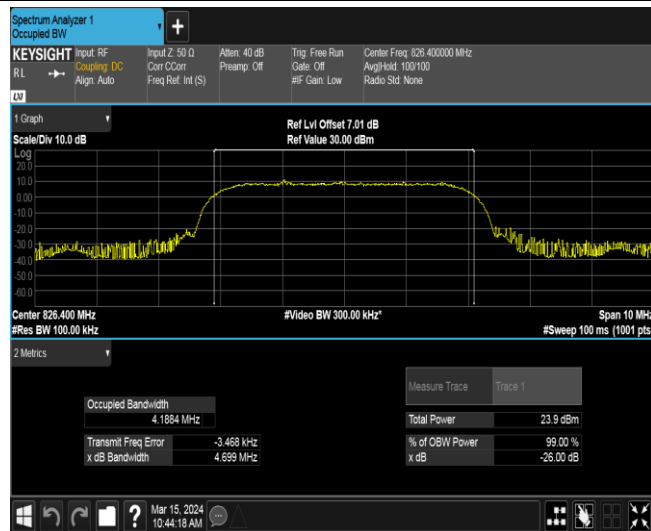 Spectrum Analyzer 1
Occupied BW
+
KEYSIGHT Input: RF Input Z: 50 Ω Atten: 40 dB Trig: Free Run Center Freq: 826.400000 MHz
RL Coupling: DC Corr CCorr Preamp: Off Gate: Off Avg|Hold: 100/100
Align: Auto Freq Ref: Int (S) #IF Gain: Low Radio Std: None
LNI
1 Graph
Ref Lvl Offset 7.01 dB
Scale/Div 10.0 dB Ref Value 30.00 dBm
Log
20.0
10.0
0.00
-10.0
-20.0
-30.0
-40.0
-50.0
-60.0
Center 826.400 MHz #Video BW 300.00 kHz* Span 10 MHz
#Res BW 100.00 kHz #Sweep 100 ms (1001 pts
2 Metrics
Measure Trace Trace 1
Occupied Bandwidth
4.1884 MHz
Total Power 23.9 dBm
Transmit Freq Error -3.468 kHz % of OBW Power 99.00 %
x dB Bandwidth 4.699 MHz x dB -26.00 dB
? Mar 15, 2024
10:44:18 AM